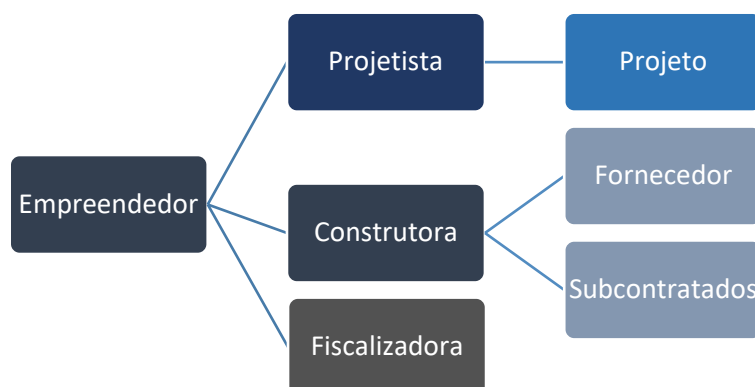 Projetista
Projeto
Empreendedor
Construtora
Fornecedor
Subcontratados
Fiscalizadora